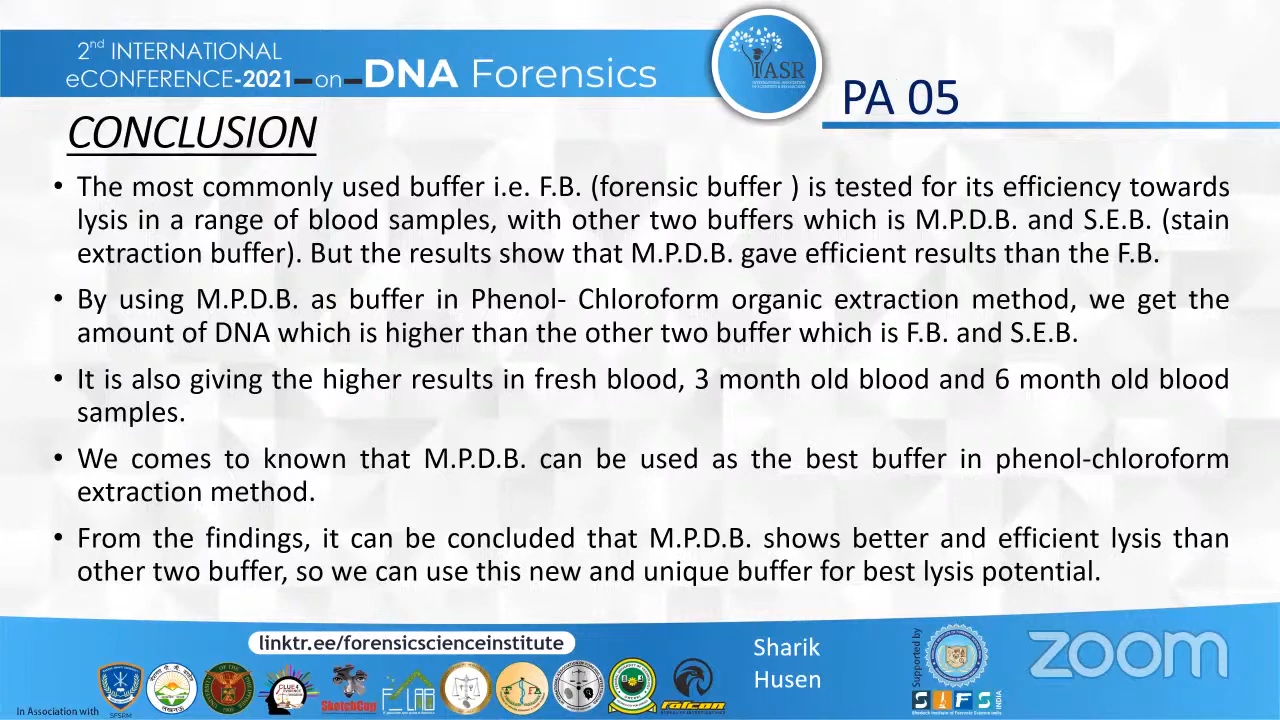 2nd INTERNATIONAL
eCONFERENCE-2021-on-DNA Forensics
IASR
PA 05
CONCLUSION
• The most commonly used buffer i.e. F.B. (forensic buffer ) is tested for its efficiency towards
lysis in a range of blood samples, with other two buffers which is M.P.D.B. and S.E.B. (stain
extraction buffer). But the results show that M.P.D.B. gave efficient results than the F.B.
• By using M.P.D.B. as buffer in Phenol- Chloroform organic extraction method, we get the
amount of DNA which is higher than the other two buffer which is F.B. and S.E.B.
• It is also giving the higher results in fresh blood, 3 month old blood and 6 month old blood
samples.
• We comes to known that M.P.D.B. can be used as the best buffer in phenol-chloroform
extraction method.
• From the findings, it can be concluded that M.P.D.B. shows better and efficient lysis than
other two buffer, so we can use this new and unique buffer for best lysis potential.
linktr.ee/forensicscienceinstitute
Sharik
Husen
Supported by
zoom
In Association with
SFSFIM
CLUE4
SketchCop
F LAB
falcon
SIFS
INDIA